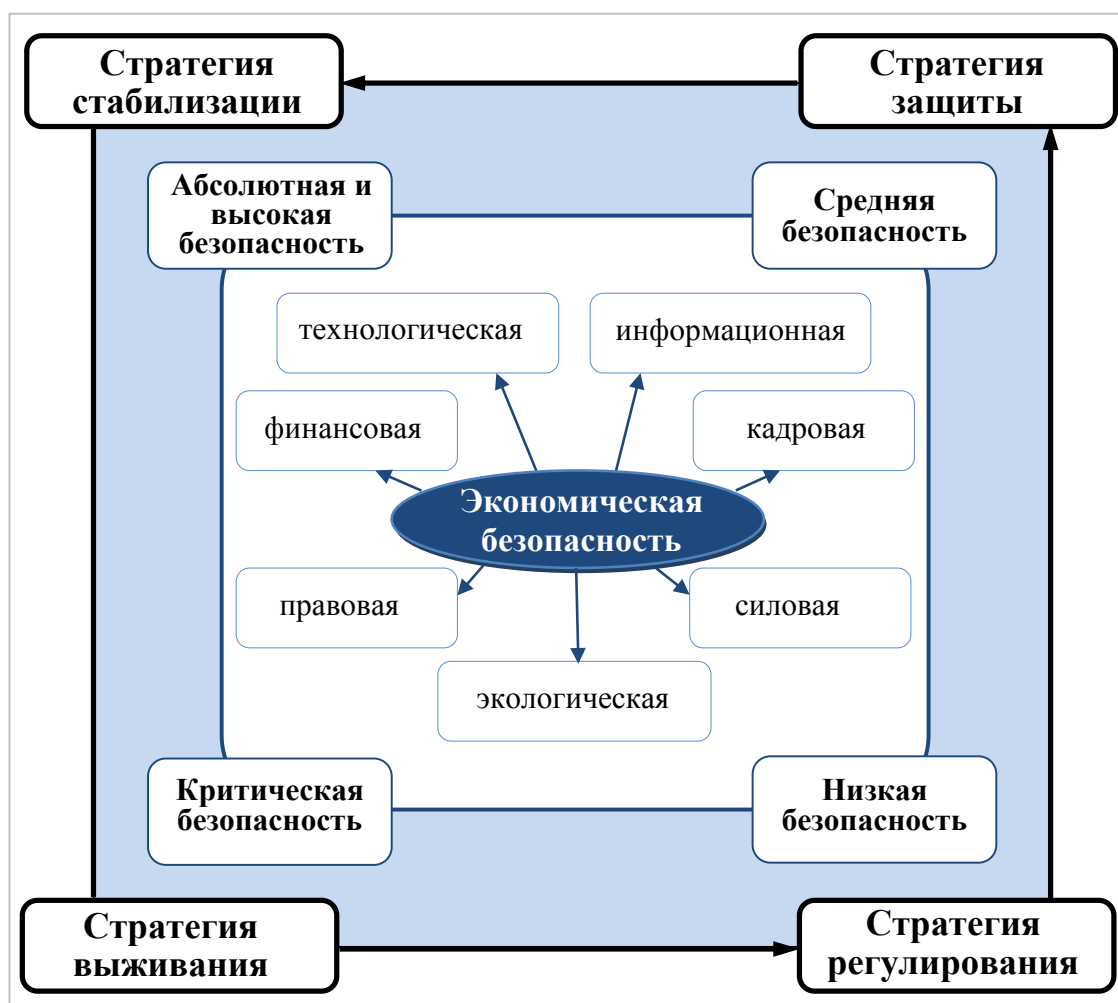 Стратегия
стабилизации
Стратегия
защиты
Абсолютная и
высокая
безопасность
Средняя
безопасность
технологическая
информационная
финансовая
кадровая
Экономическая
безопасность
правовая
силовая
экологическая
Критическая
безопасность
Низкая
безопасность
Стратегия
выживания
Стратегия
регулирования